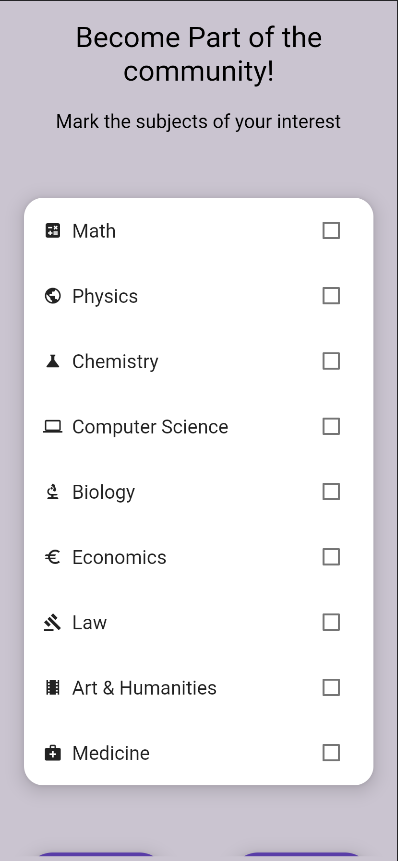 Become Part of the
community!
Mark the subjects of your interest
Math
Physics
Chemistry
Computer Science
Biology
Economics
Law
Art & Humanities
Medicine